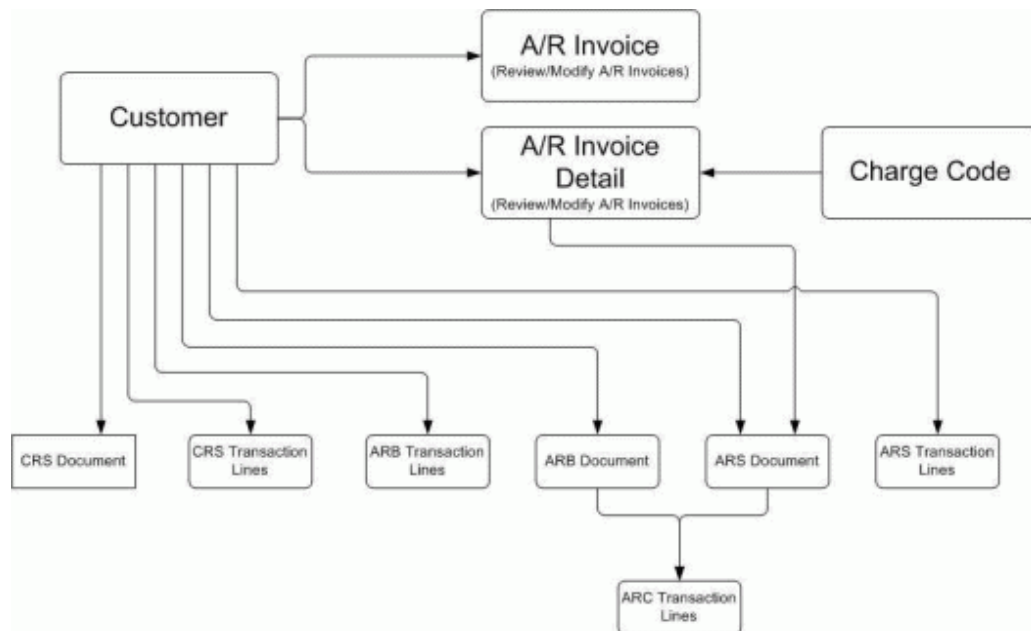 A/R Invoice
(Review/Modify A/R Invoices)
Customer
A/R Invoice
Detail
(Review/Modify A/R Invoices)
Charge Code
CRS Document
CRS Transaction
Lines
ARB Transaction
Lines
ARB Document
ARS Document
ARS Transaction
Lines
ARC Transaction
Lines